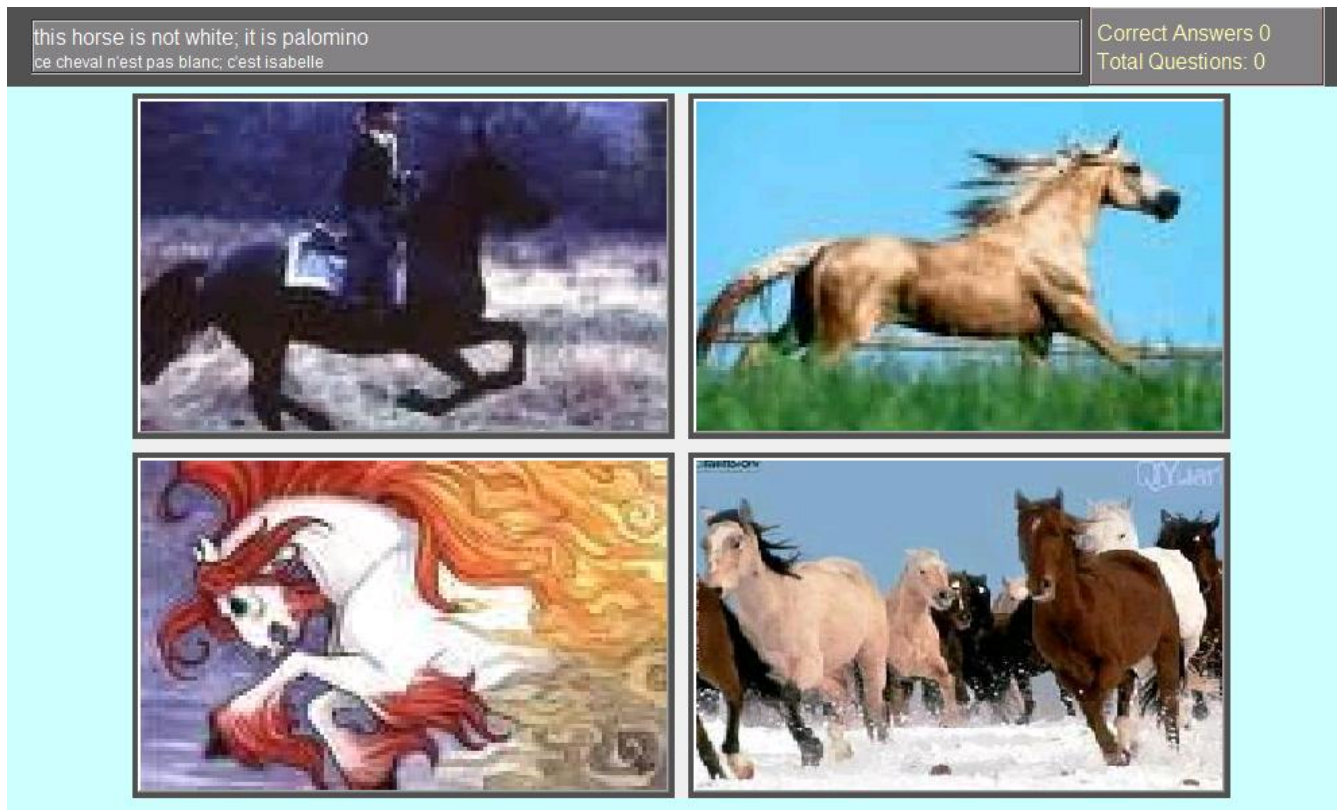 this horse is not white; it is palomino
ce cheval n'est pas blanc; c'est isabelle
Correct Answers 0
Total Questions: 0